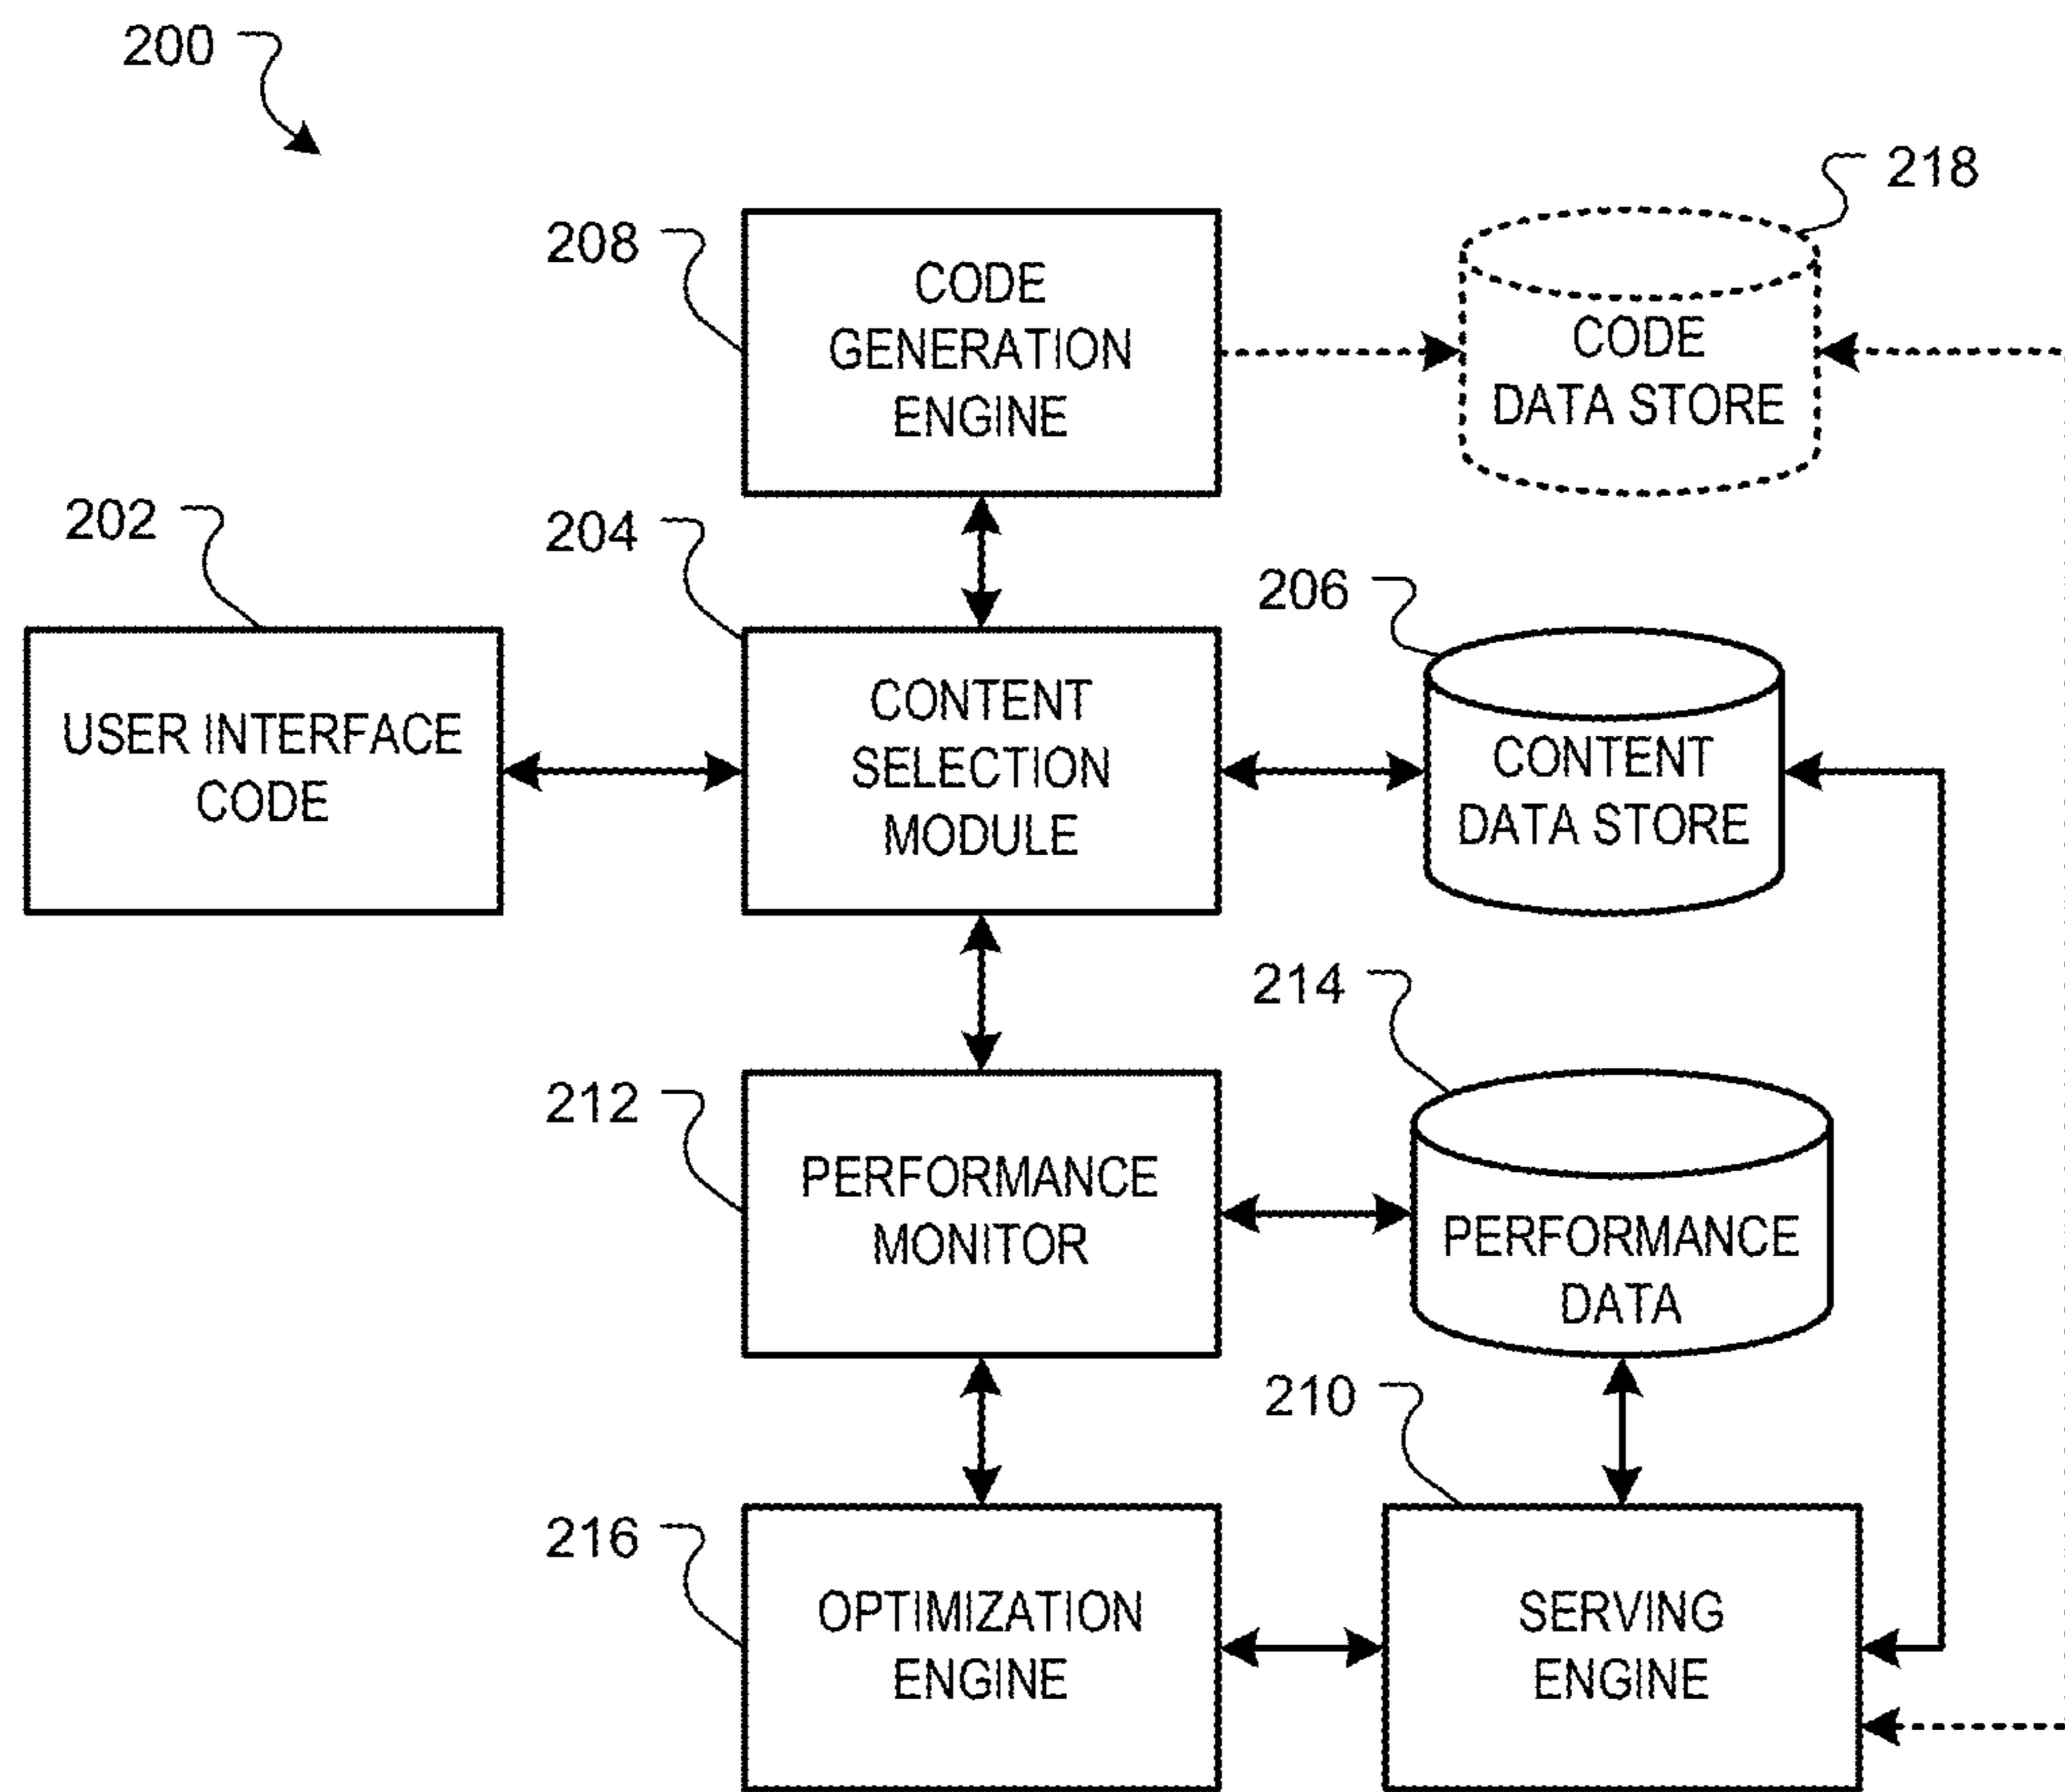 200
218
208
CODE
GENERATION
ENGINE
CODE
DATA STORE
202
204
206
USER INTERFACE
CODE
CONTENT
SELECTION
MODULE
CONTENT
DATA STORE
214
212
PERFORMANCE
MONITOR
PERFORMANCE
DATA
210
216
OPTIMIZATION
ENGINE
SERVING
ENGINE